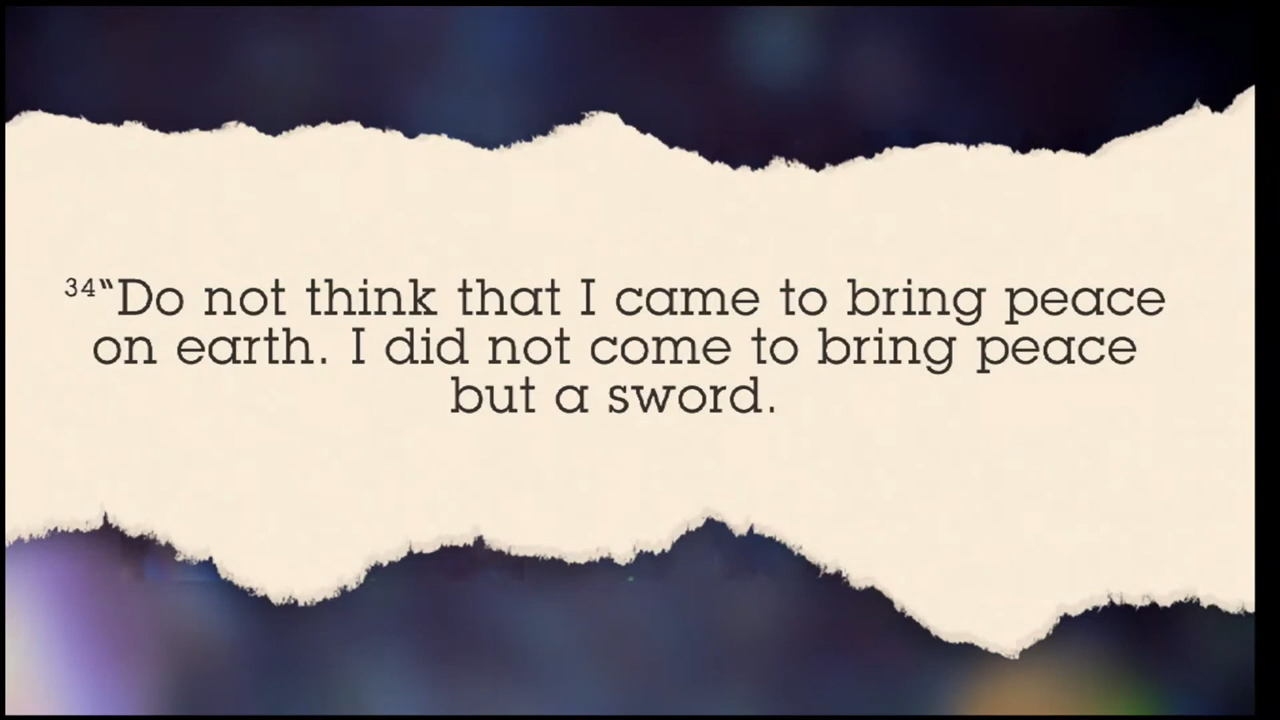 ³⁴“Do not think that I came to bring peace
on earth. I did not come to bring peace
but a sword.